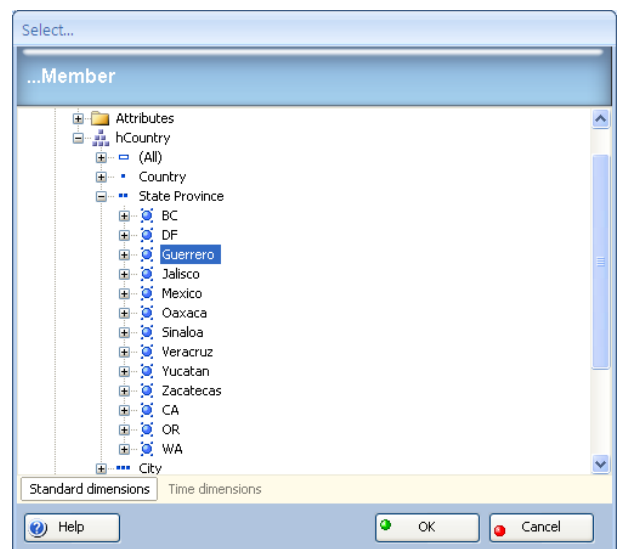 Select...
...Member
Attributes
hCountry
(All)
Country
State Province
BC
DF
Guerrero
Jalisco
Mexico
Oaxaca
Sinaloa
Veracruz
Yucatan
Zacatecas
CA
OR
WA
City
Standard dimensions Time dimensions
Help OK Cancel